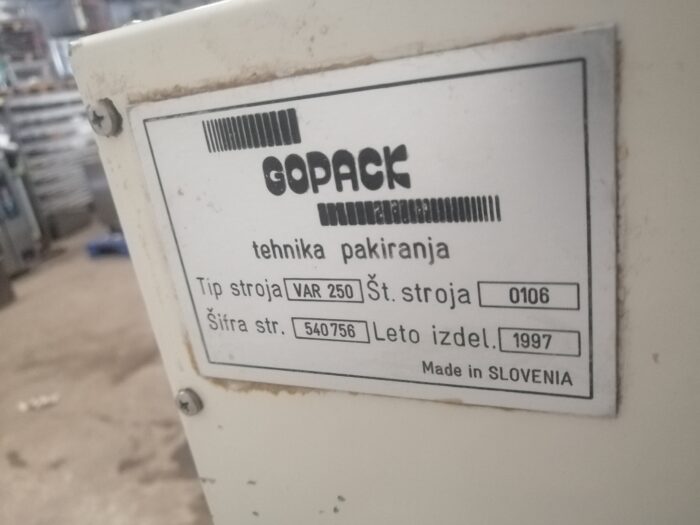 GOPACK
tehnika pakiranja
Tip stroja VAR 250 Št. stroja 0106
Šifra str. 540756 Leto izdel. 1997
Made in SLOVENIA